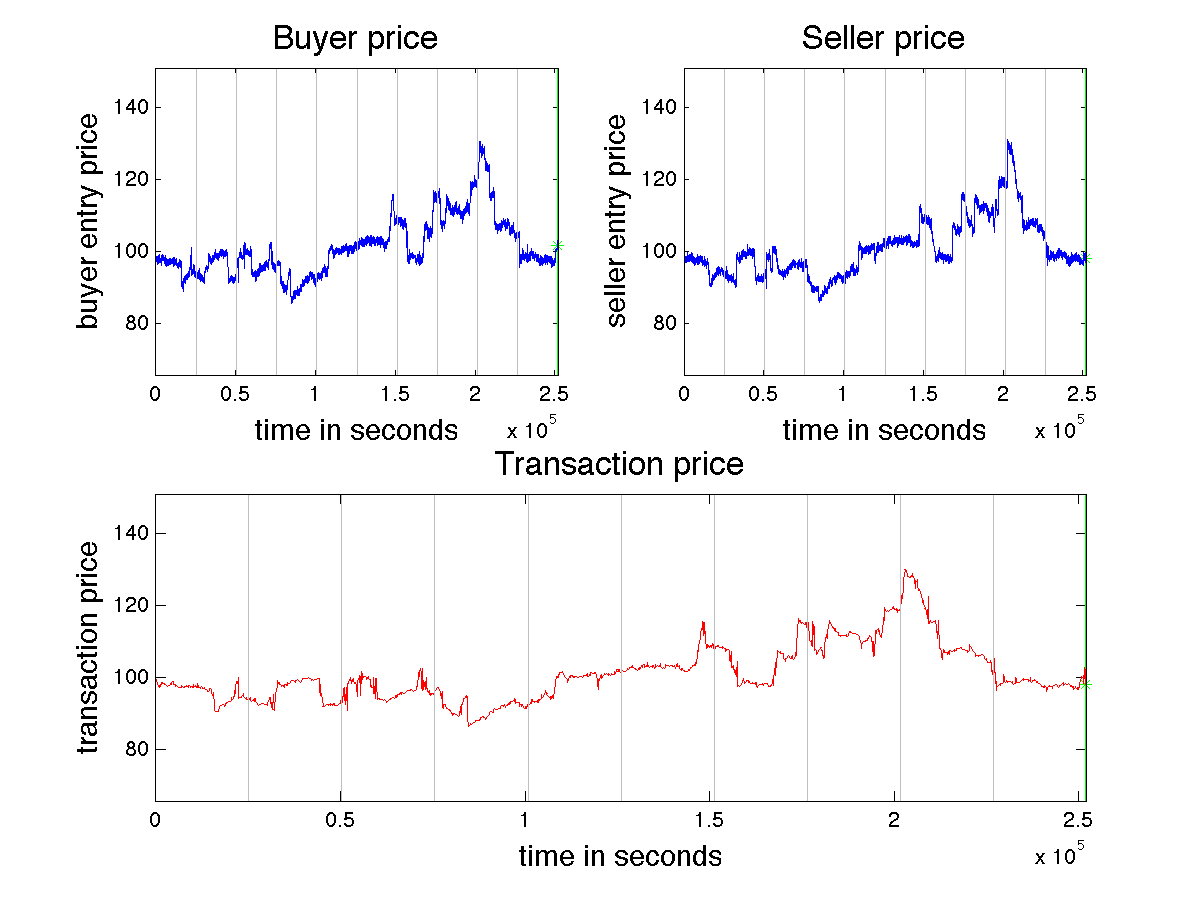 Buyer price
buyer entry price
140
120
100
80
0 0.5 1 1.5 2 2.5
x 10^5
time in seconds
Seller price
seller entry price
140
120
100
80
0 0.5 1 1.5 2 2.5
x 10^5
time in seconds
Transaction price
transaction price
140
120
100
80
0 0.5 1 1.5 2 2.5
x 10^5
time in seconds